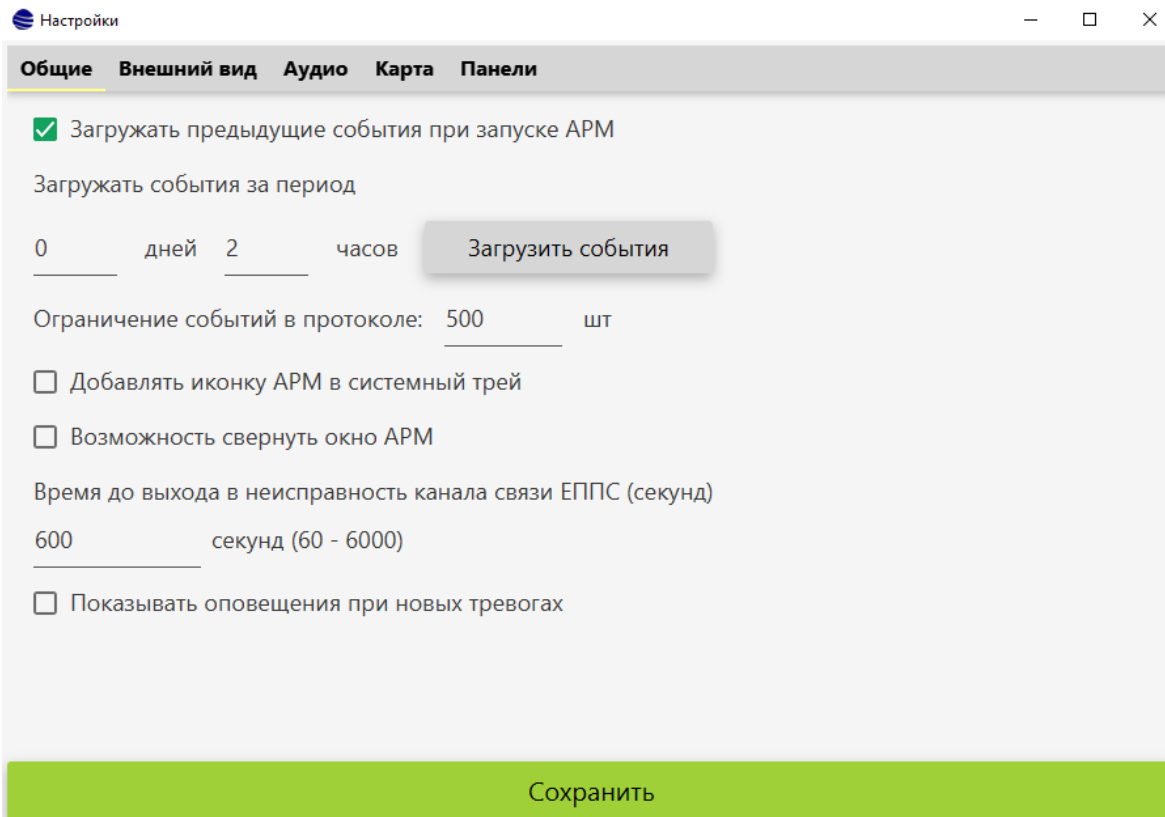 Настройки
Общие Внешний вид Аудио Карта Панели
Загружать предыдущие события при запуске АРМ
Загружать события за период
0 дней 2 часов Загрузить события
Ограничение событий в протоколе: 500 шт
Добавлять иконку АРМ в системный трей
Возможность свернуть окно АРМ
Время до выхода в неисправность канала связи ЕППС (секунд)
600 секунд (60 - 6000)
Показывать оповещения при новых тревогах
Сохранить